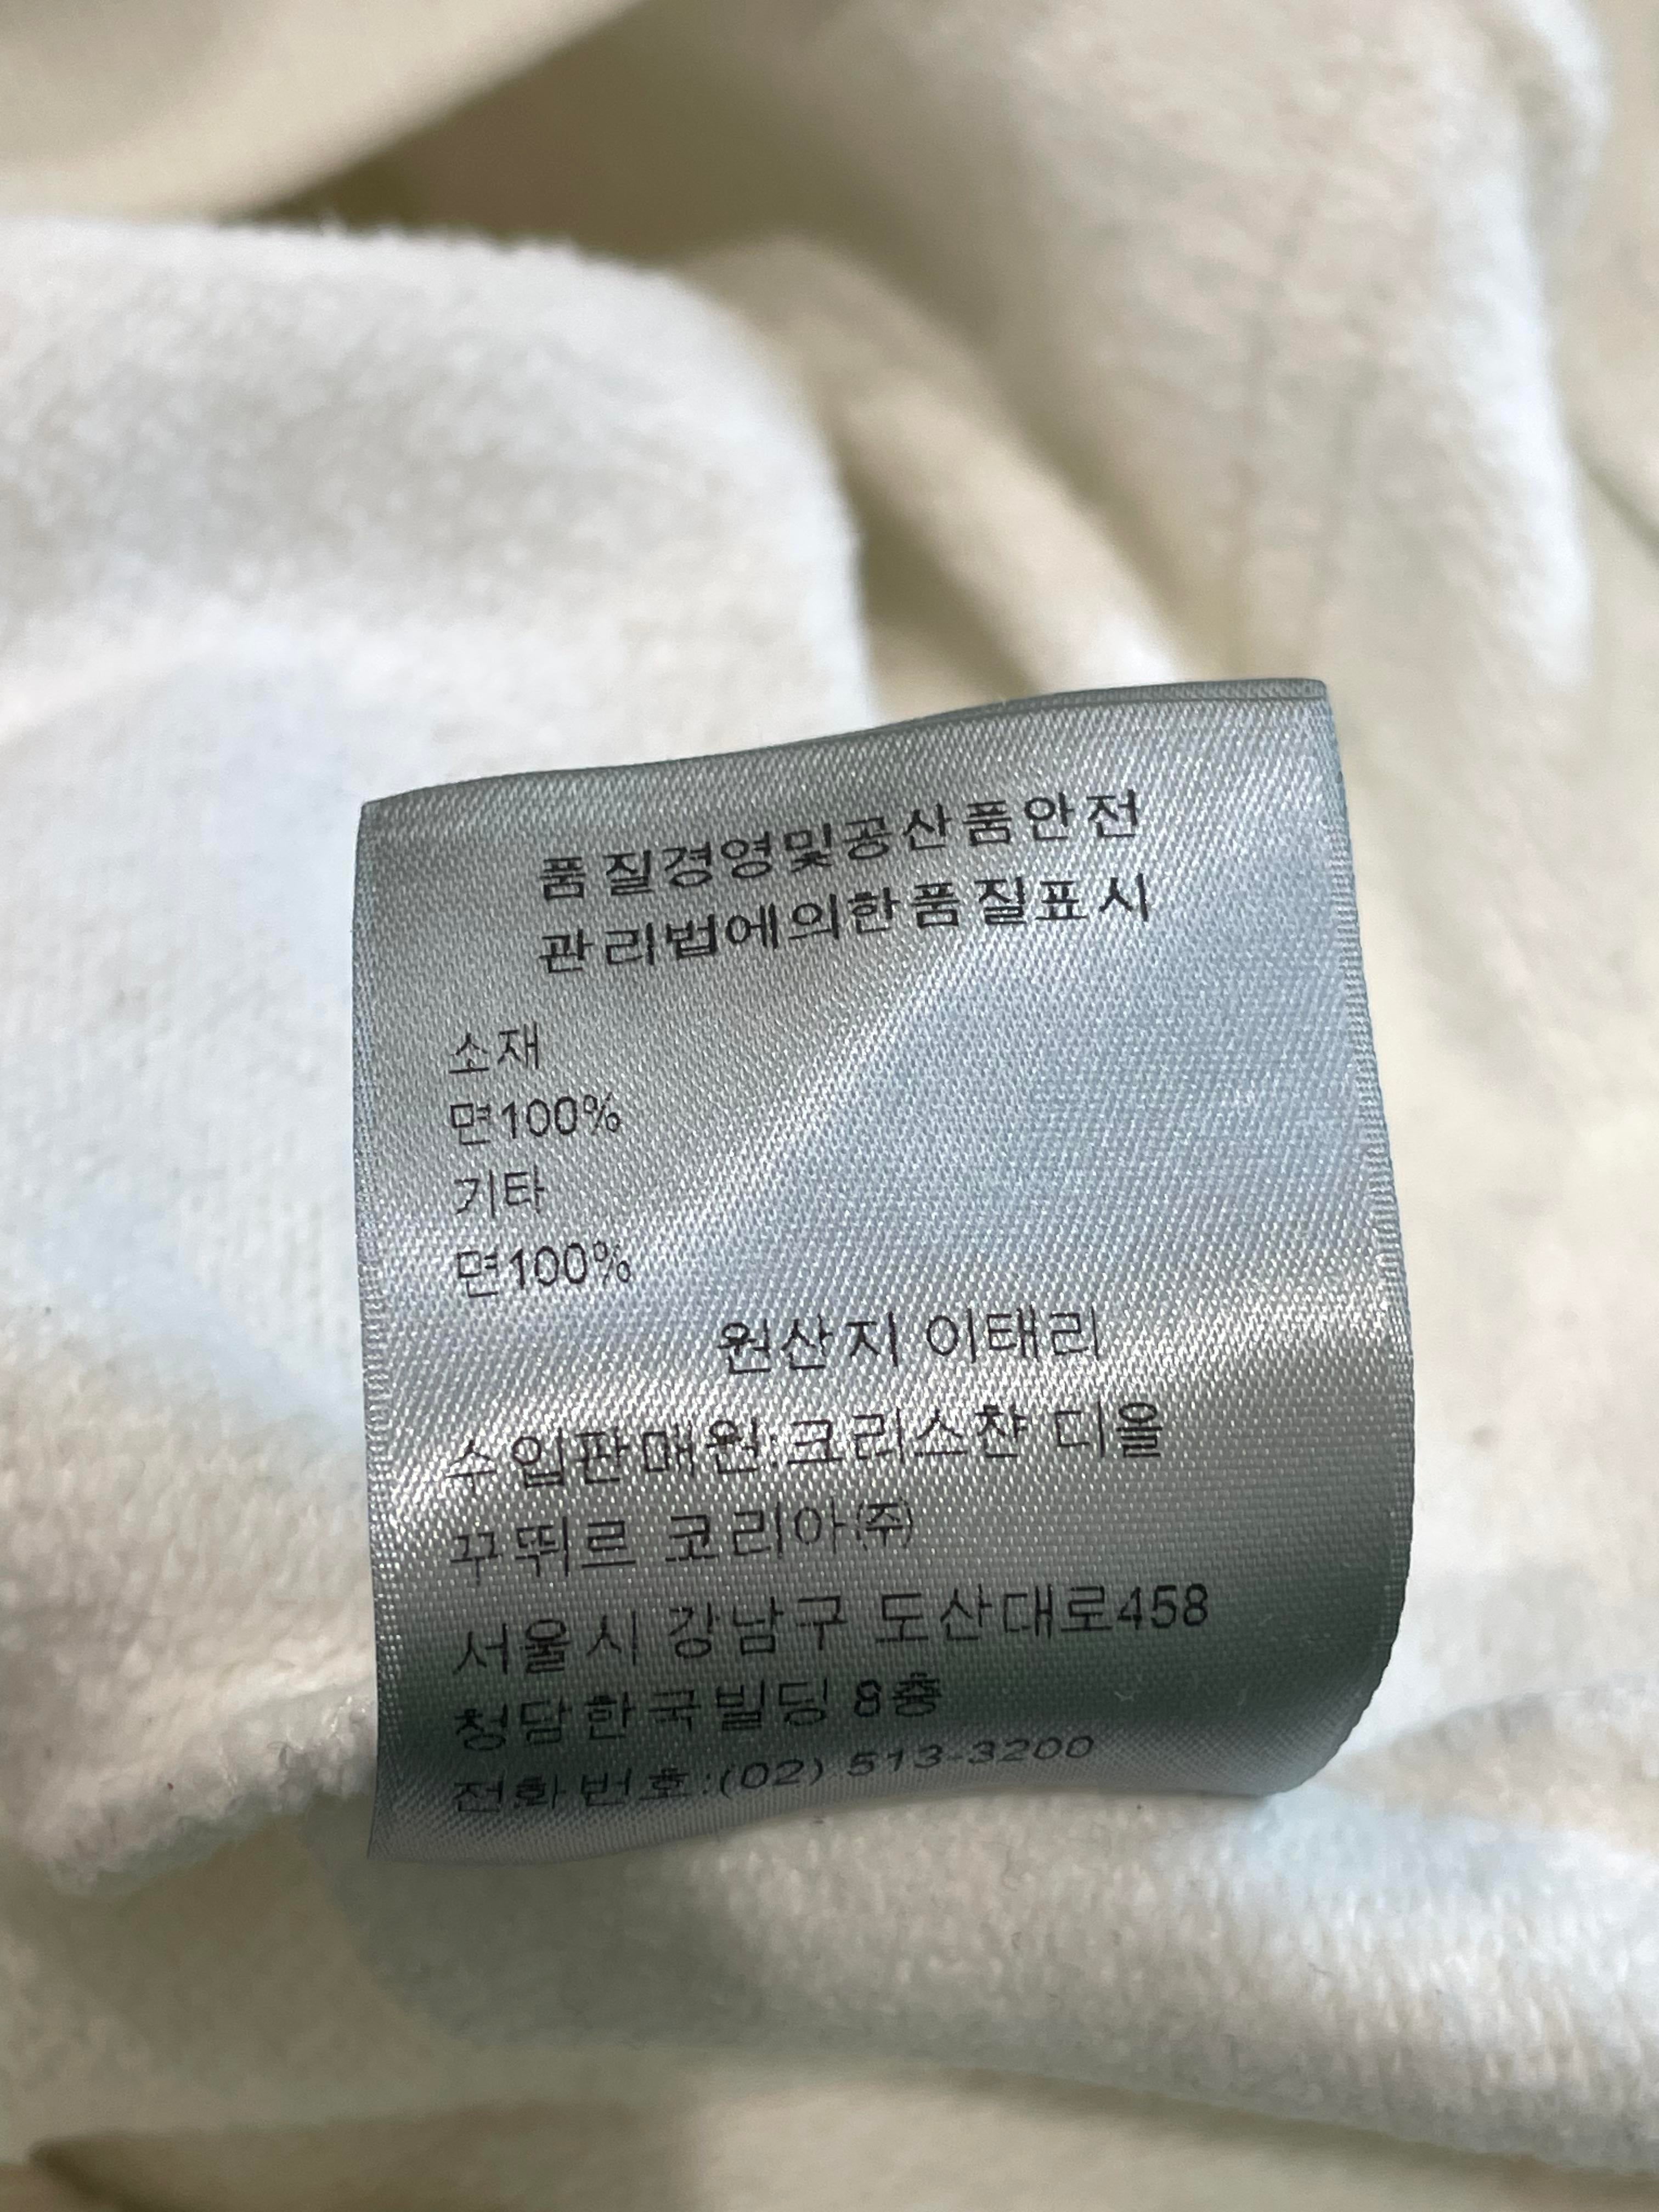 품질경영및공산품안전
관리법에의한품질표시
소재
면100%
기타
면100%
원산지 이태리
수입판매원:크리스챤 디올
꾸뛰르 코리아㈜
서울시 강남구 도산대로458
청담한국빌딩 8층
전화번호:(02) 513-3200